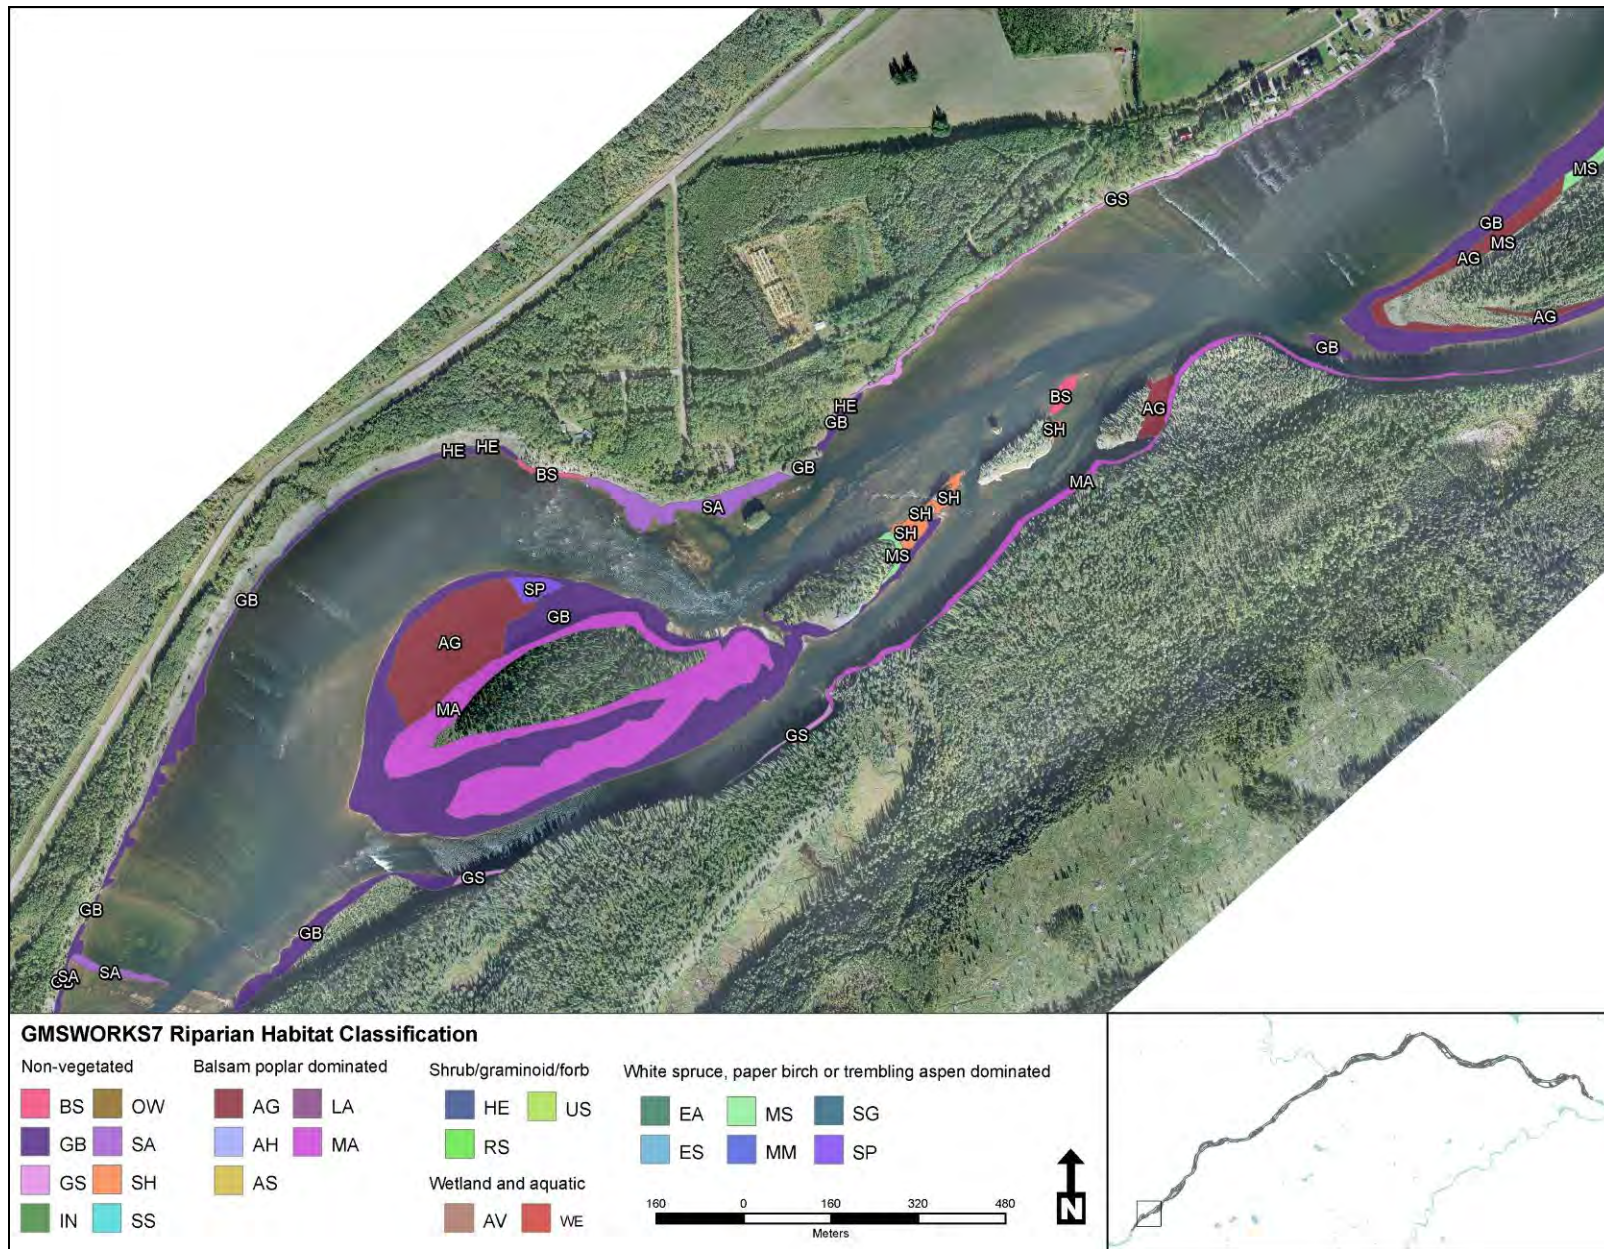 MS
GS
GB
MS
AG
AG
GB
BS
HE
AG
GB
SH
HE
HE
GB
BS
MA
SH
SA
SH
SH
MS
SP
GB
GB
AG
MA
GS
GS
GB
GB
SA
SA
GB
GMSWORKS7 Riparian Habitat Classification
Non-vegetated
BS OW
GB SA
GS SH
IN SS
Balsam poplar dominated
AG LA
AH MA
AS
Shrub/graminoid/forb
HE US
RS
Wetland and aquatic
AV WE
White spruce, paper birch or trembling aspen dominated
EA MS SG
ES MM SP
160 0 160 320 480
Meters
N